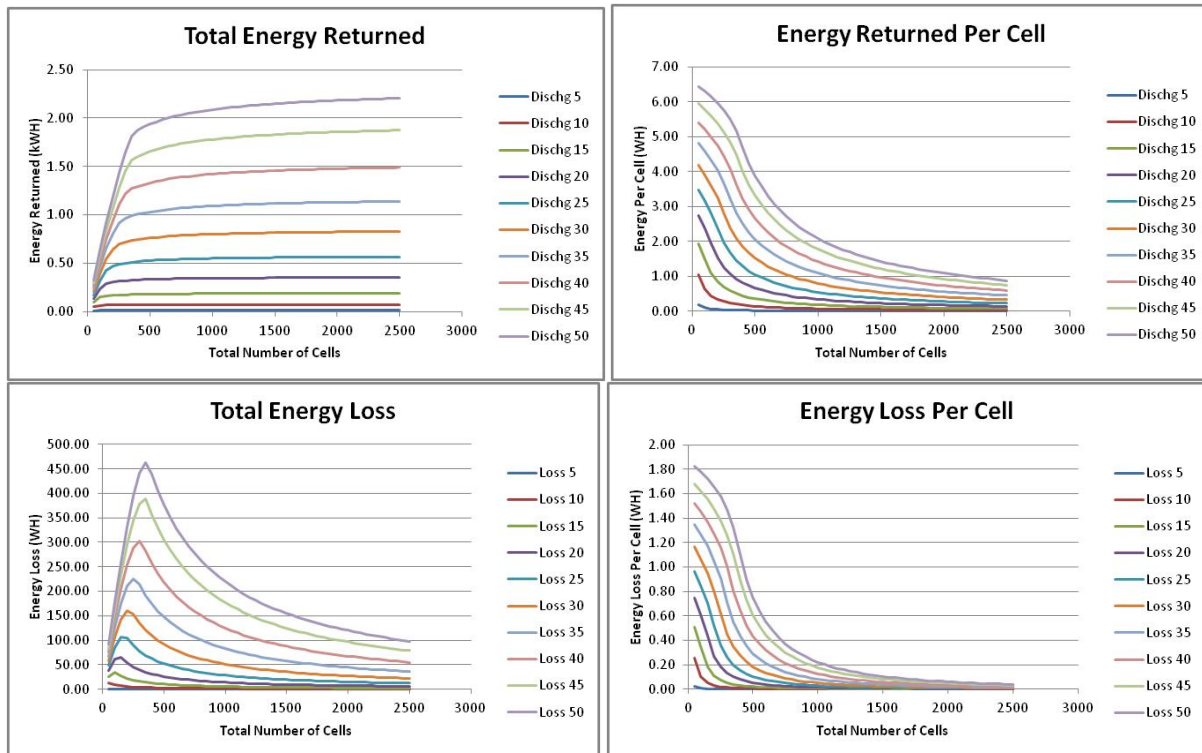 Total Energy Returned
Energy Returned (kWH)
2.50
2.00
1.50
1.00
0.50
0.00
0 500 1000 1500 2000 2500 3000
Total Number of Cells
Dischg 5
Dischg 10
Dischg 15
Dischg 20
Dischg 25
Dischg 30
Dischg 35
Dischg 40
Dischg 45
Dischg 50
Energy Returned Per Cell
Energy Per Cell (WH)
7.00
6.00
5.00
4.00
3.00
2.00
1.00
0.00
0 500 1000 1500 2000 2500 3000
Total Number of Cells
Dischg 5
Dischg 10
Dischg 15
Dischg 20
Dischg 25
Dischg 30
Dischg 35
Dischg 40
Dischg 45
Dischg 50
Total Energy Loss
Energy Loss (WH)
500.00
450.00
400.00
350.00
300.00
250.00
200.00
150.00
100.00
50.00
0.00
0 500 1000 1500 2000 2500 3000
Total Number of Cells
Loss 5
Loss 10
Loss 15
Loss 20
Loss 25
Loss 30
Loss 35
Loss 40
Loss 45
Loss 50
Energy Loss Per Cell
Energy Loss Per Cell (WH)
2.00
1.80
1.60
1.40
1.20
1.00
0.80
0.60
0.40
0.20
0.00
0 500 1000 1500 2000 2500 3000
Total Number of Cells
Loss 5
Loss 10
Loss 15
Loss 20
Loss 25
Loss 30
Loss 35
Loss 40
Loss 45
Loss 50